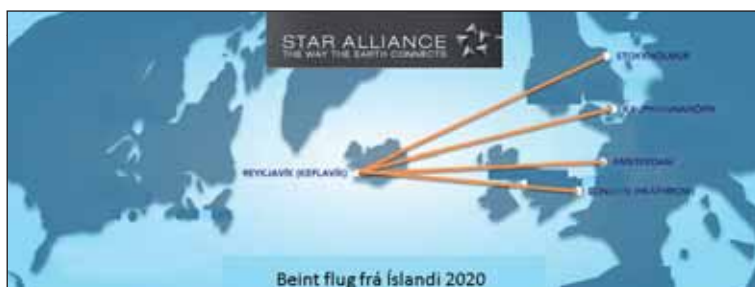 STAR ALLIANCE
THE WAY THE EARTH CONNECTS
STOKKHÓLMUR
KAUPMANNAHÖFN
REYKJAVÍK (KEFLAVÍK)
AMSTERDAM
LONDON (HEATHROW)
Beint flug frá Íslandi 2020